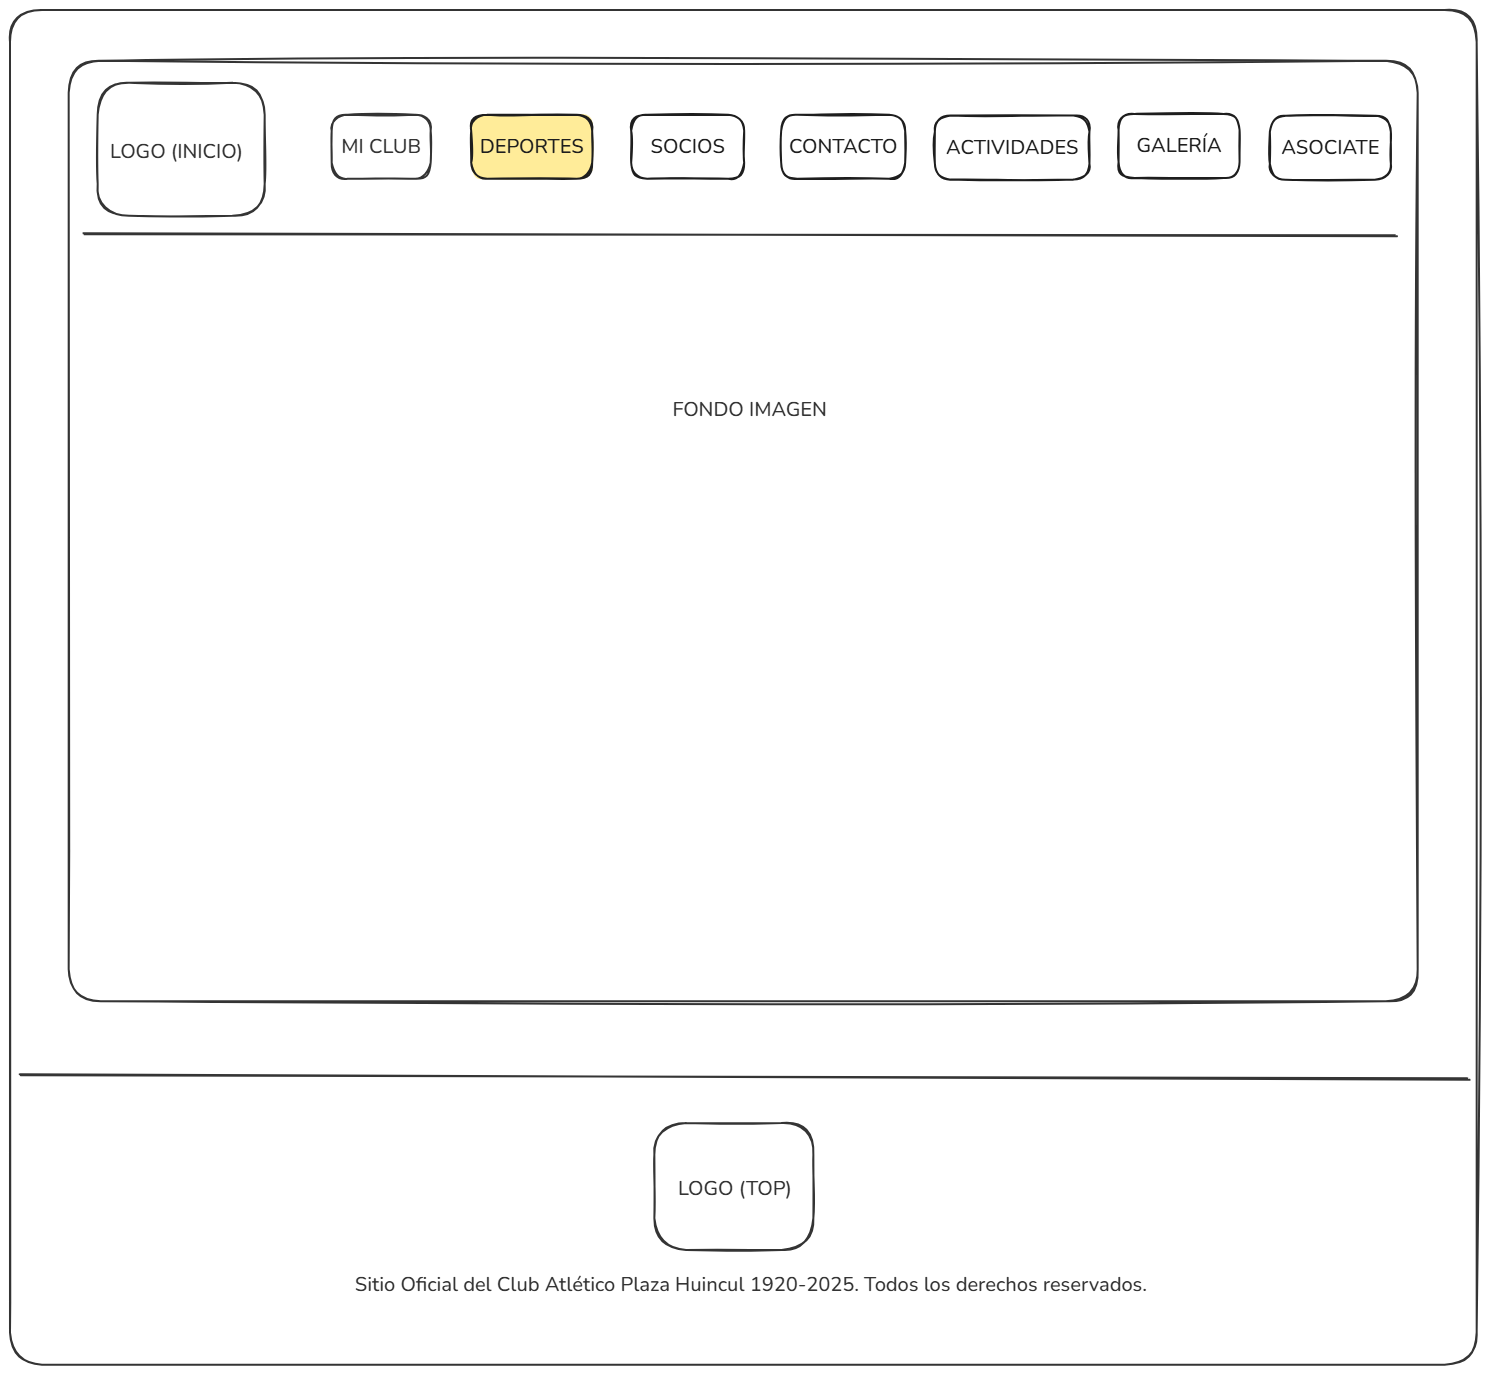 LOGO (INICIO)
MI CLUB
DEPORTES
SOCIOS
CONTACTO
ACTIVIDADES
GALERÍA
ASOCIATE
FONDO IMAGEN
LOGO (TOP)
Sitio Oficial del Club Atlético Plaza Huincul 1920-2025. Todos los derechos reservados.